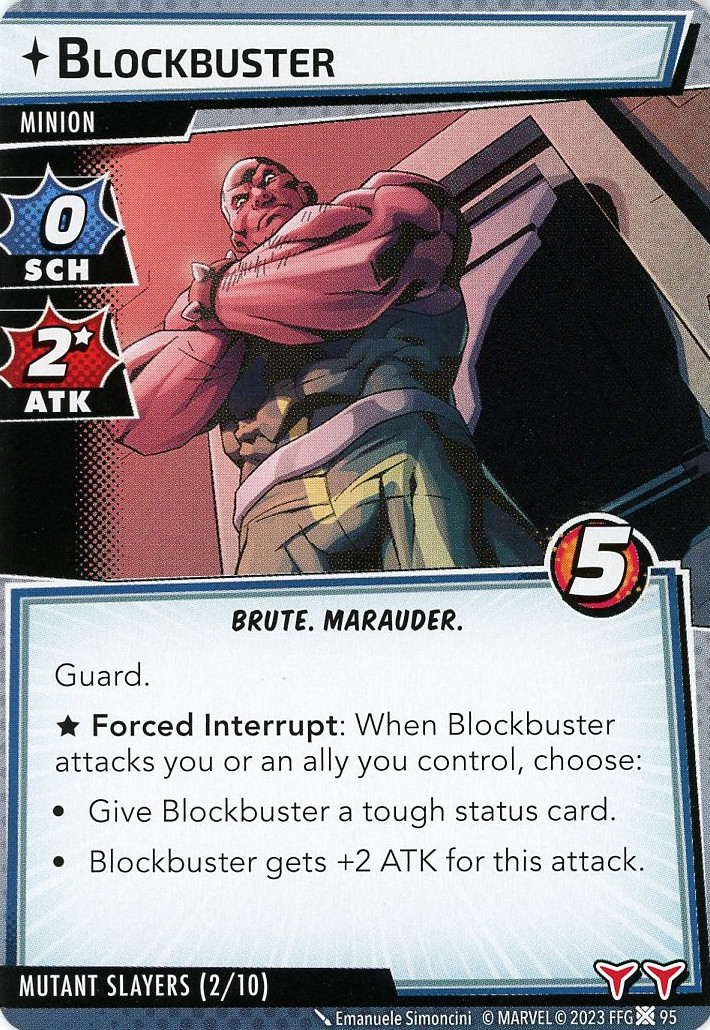 BLOCKBUSTER
MINION
0
SCH
2★
ATK
5
BRUTE. MARAUDER.
Guard.
★ Forced Interrupt: When Blockbuster
attacks you or an ally you control, choose:
• Give Blockbuster a tough status card.
• Blockbuster gets +2 ATK for this attack.
MUTANT SLAYERS (2/10)
Emanuele Simoncini © MARVEL © 2023 FFG 95